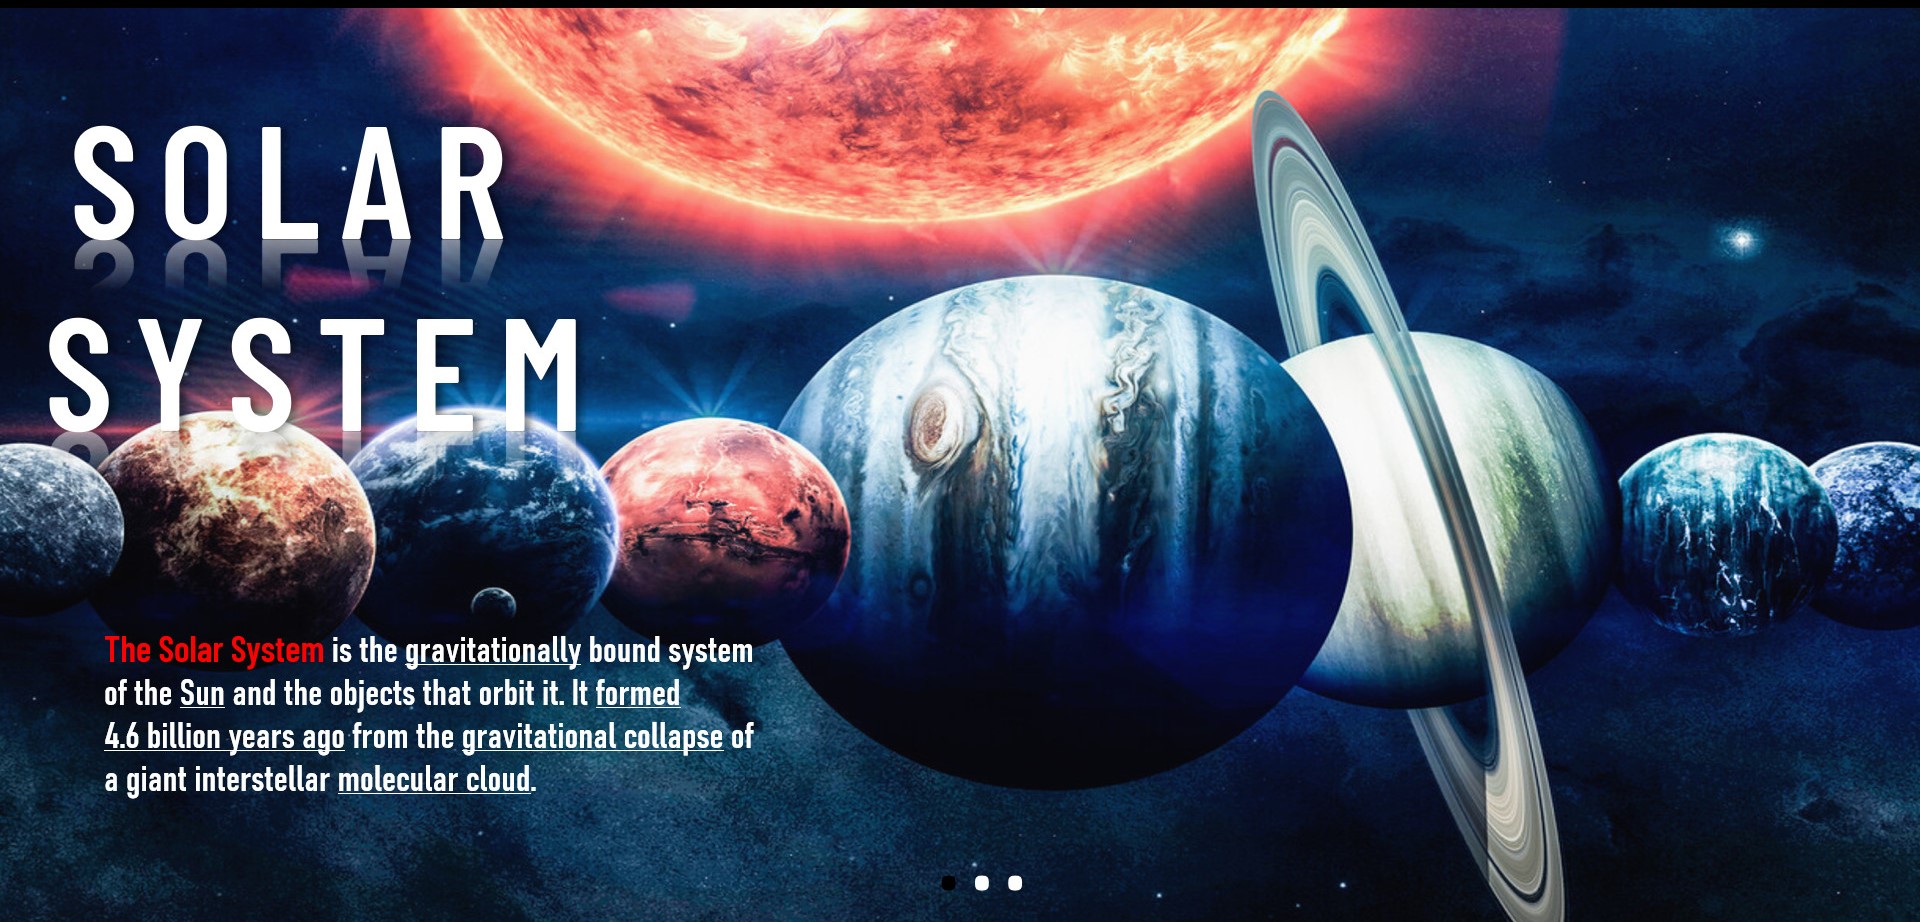 SOLAR
SYSTEM
The Solar System is the gravitationally bound system
of the Sun and the objects that orbit it. It formed
4.6 billion years ago from the gravitational collapse of
a giant interstellar molecular cloud.